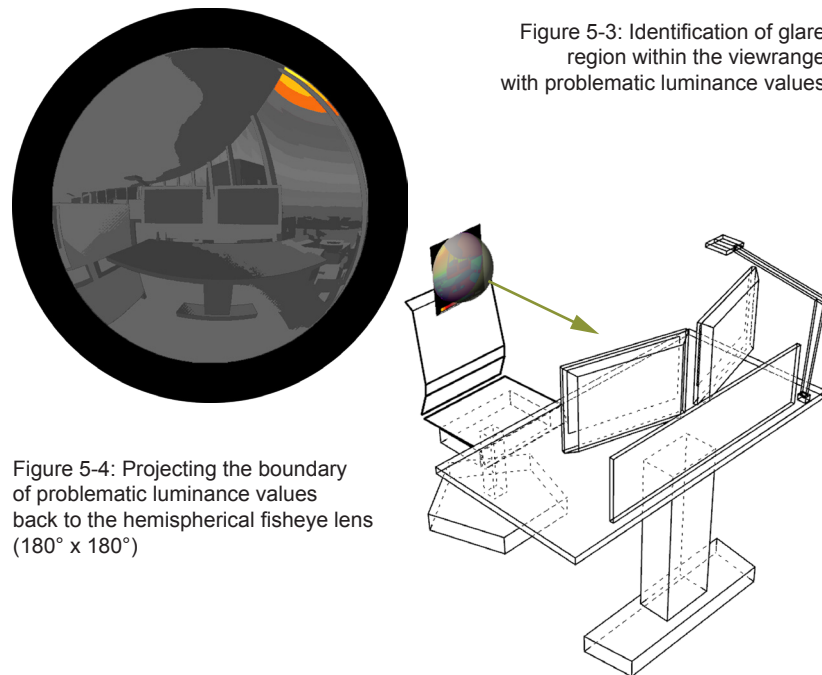 Figure 5-3: Identification of glare
region within the viewrange
with problematic luminance values
Figure 5-4: Projecting the boundary
of problematic luminance values
back to the hemispherical fisheye lens
(180° x 180°)